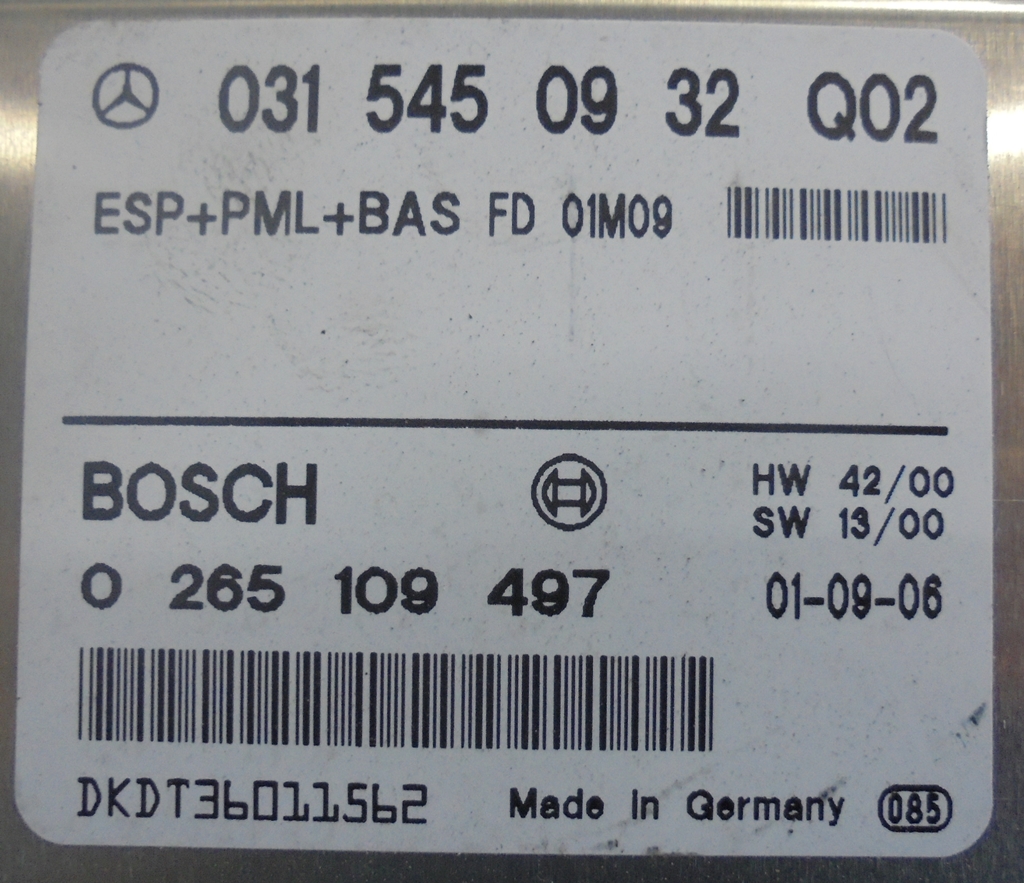 031 545 09 32 Q02
ESP+PML+BAS FD 01M09
BOSCH
HW 42/00
SW 13/00
0 265 109 497
01-09-06
DKDT36011562
Made in Germany 085